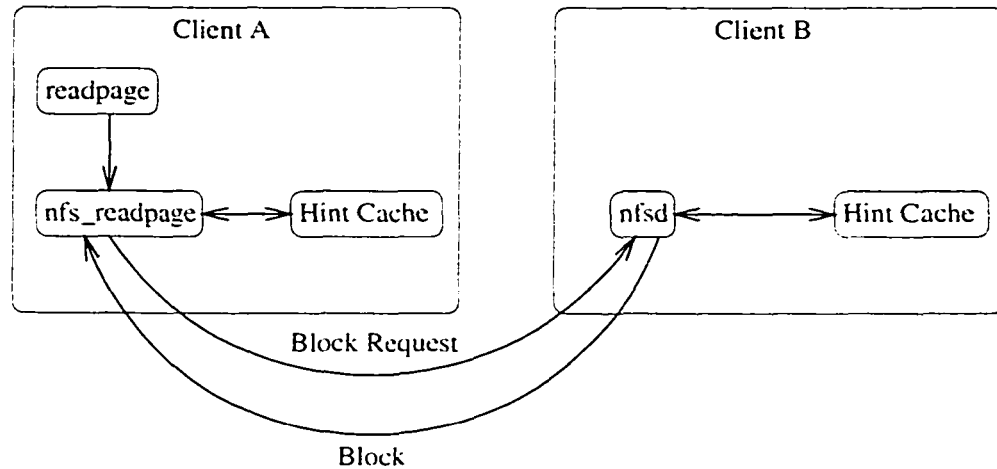 Client A
Client B
readpage
nfs_readpage
Hint Cache
nfsd
Hint Cache
Block Request
Block